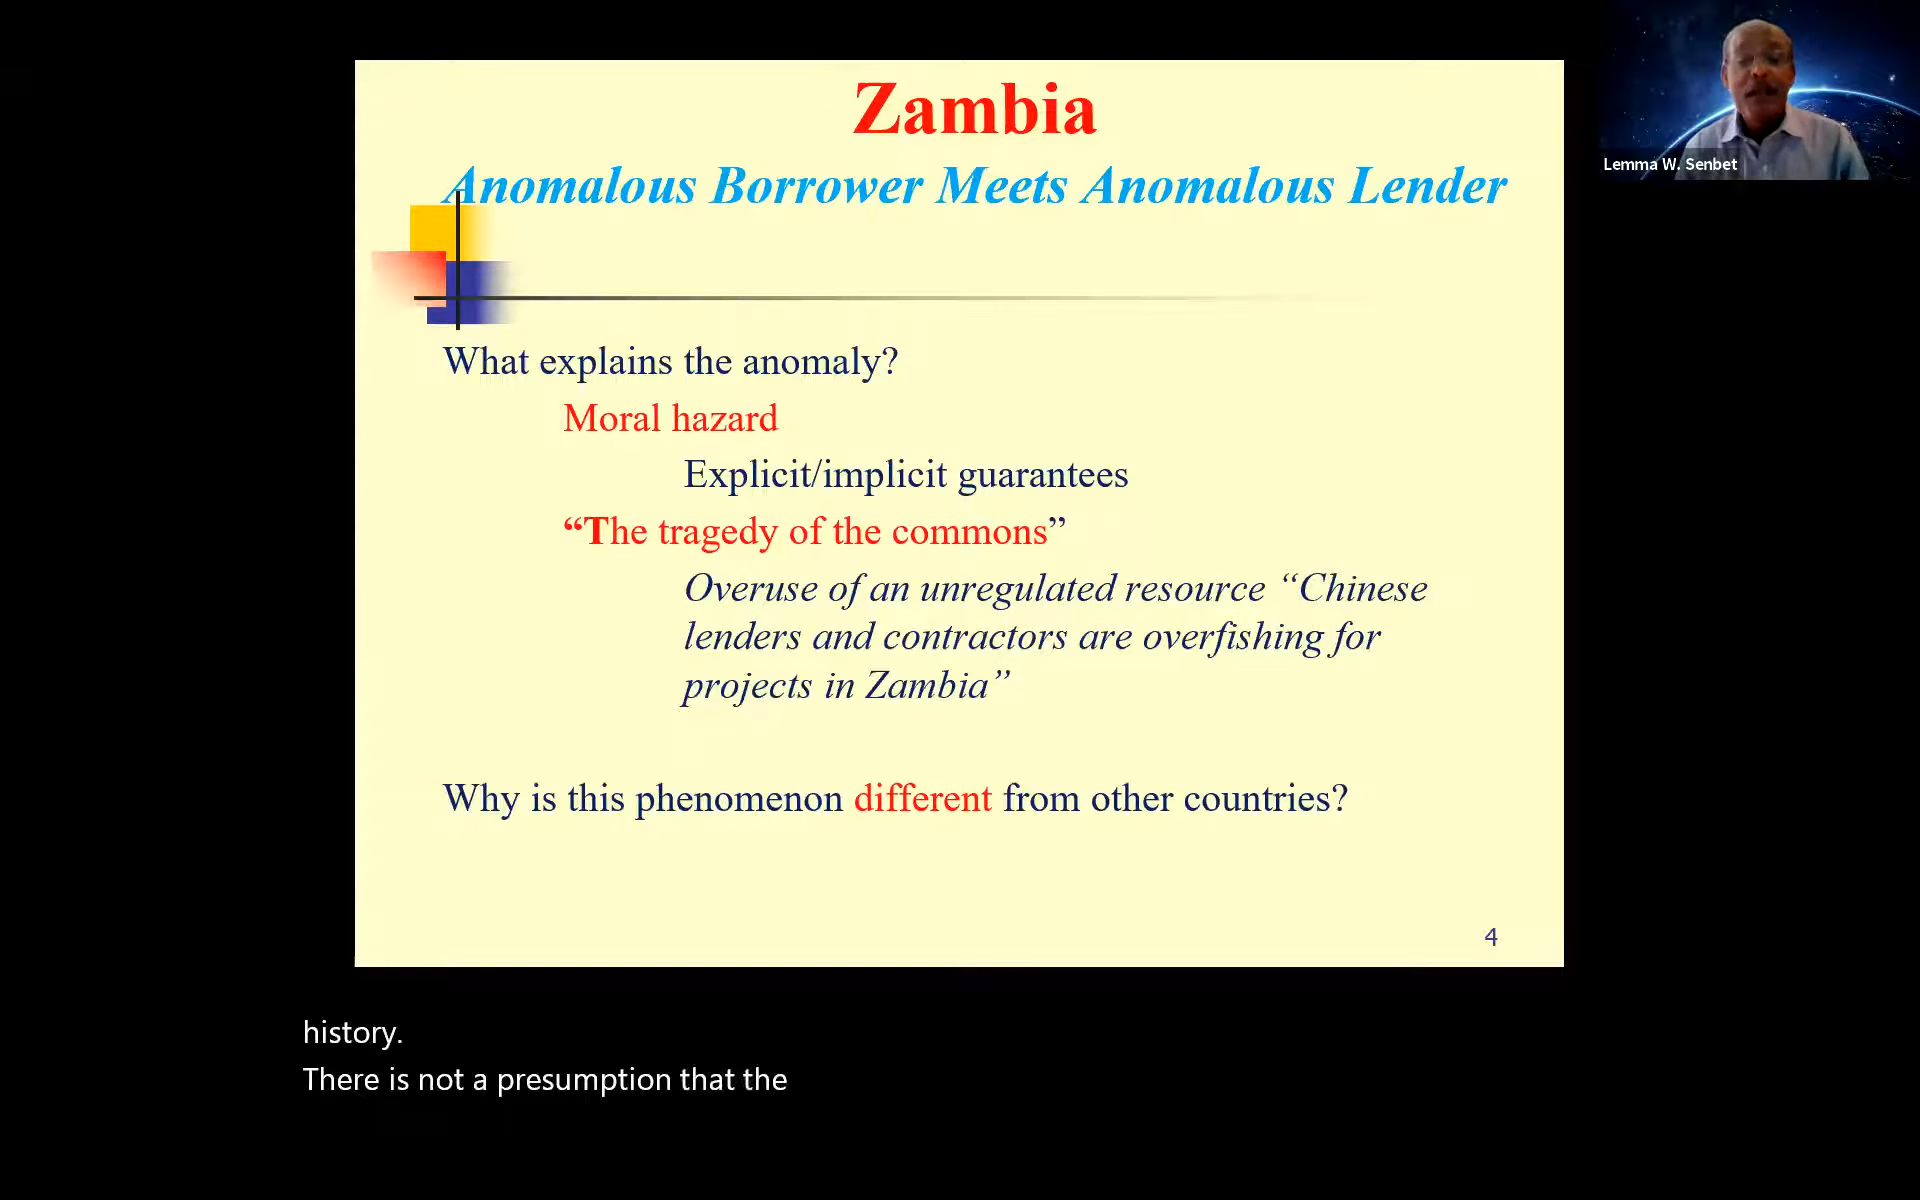 Zambia
Anomalous Borrower Meets Anomalous Lender
Lemma W. Senbet
What explains the anomaly?
Moral hazard
Explicit/implicit guarantees
“The tragedy of the commons”
Overuse of an unregulated resource “Chinese
lenders and contractors are overfishing for
projects in Zambia”
Why is this phenomenon different from other countries?
4
history.
There is not a presumption that the